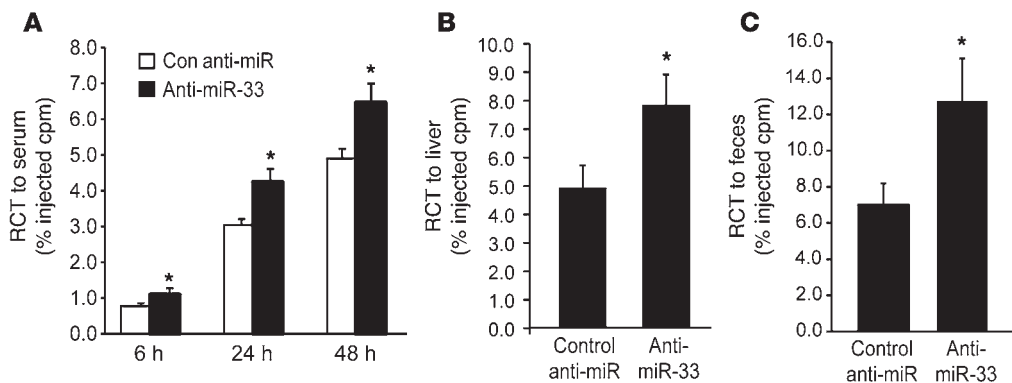 A
RCT to serum
(% injected cpm)
8.0
7.0
6.0
5.0
4.0
3.0
2.0
1.0
0.0
Con anti-miR
Anti-miR-33
*
*
*
6 h
24 h
48 h
B
RCT to liver
(% injected cpm)
10.0
9.0
8.0
7.0
6.0
5.0
4.0
3.0
2.0
1.0
0.0
*
Control
anti-miR
Anti-
miR-33
C
RCT to feces
(% injected cpm)
16.0
14.0
12.0
10.0
8.0
6.0
4.0
2.0
0.0
*
Control
anti-miR
Anti-
miR-33